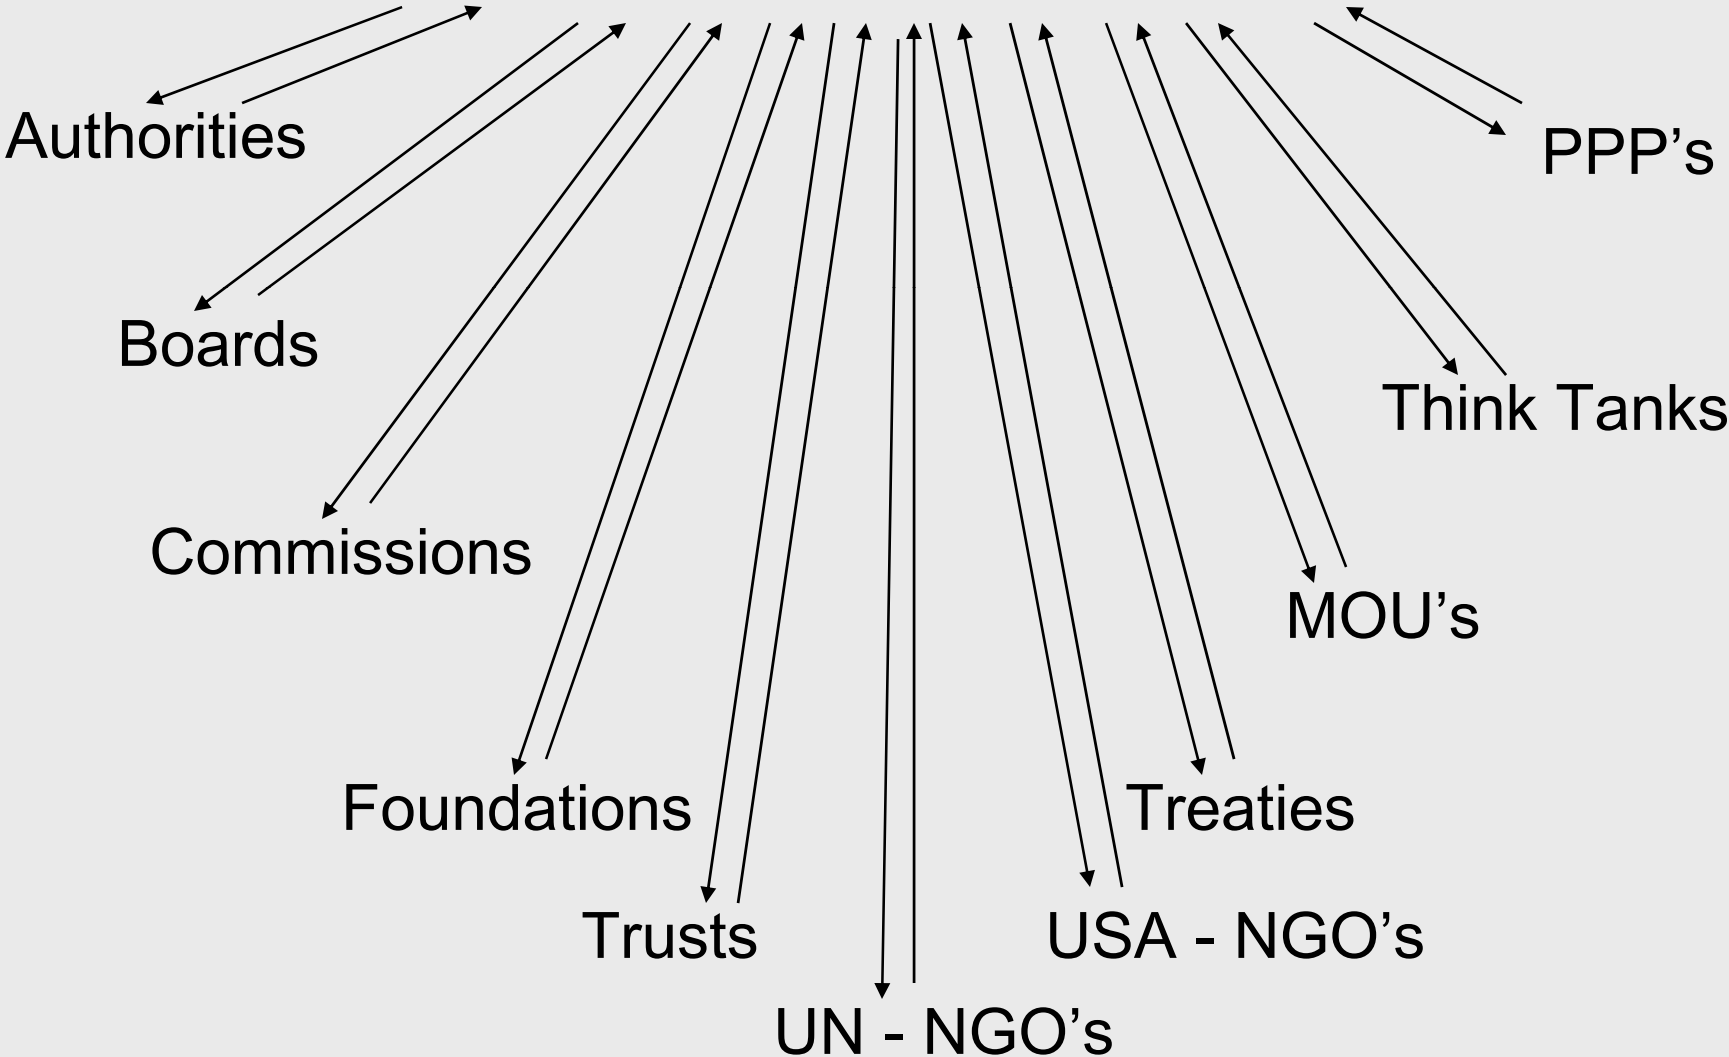 Authorities
PPP’s
Boards
Think Tanks
Commissions
MOU’s
Foundations
Treaties
Trusts
USA - NGO’s
UN - NGO’s